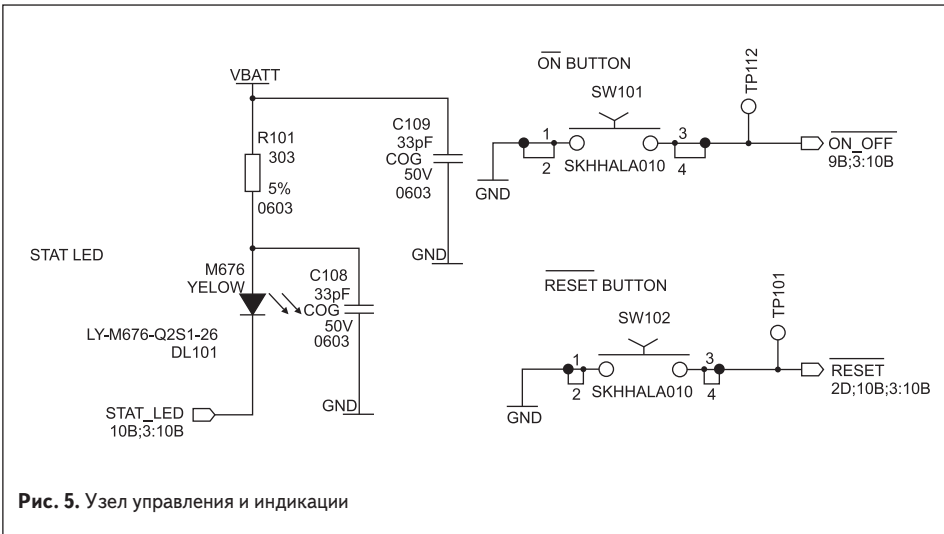 VBATT
R101
303
5%
0603
C109
33pF
COG
50V
0603
GND
STAT LED
M676
YELOW
LY-M676-Q2S1-26
DL101
C108
33pF
COG
50V
0603
GND
STAT_LED
10B;3:10B
ON BUTTON
SW101
1
2
SKHHALA010
3
4
GND
TP112
ON_OFF
9B;3:10B
RESET BUTTON
SW102
1
2
SKHHALA010
3
4
GND
TP101
RESET
2D;10B;3:10B
Рис. 5. Узел управления и индикации